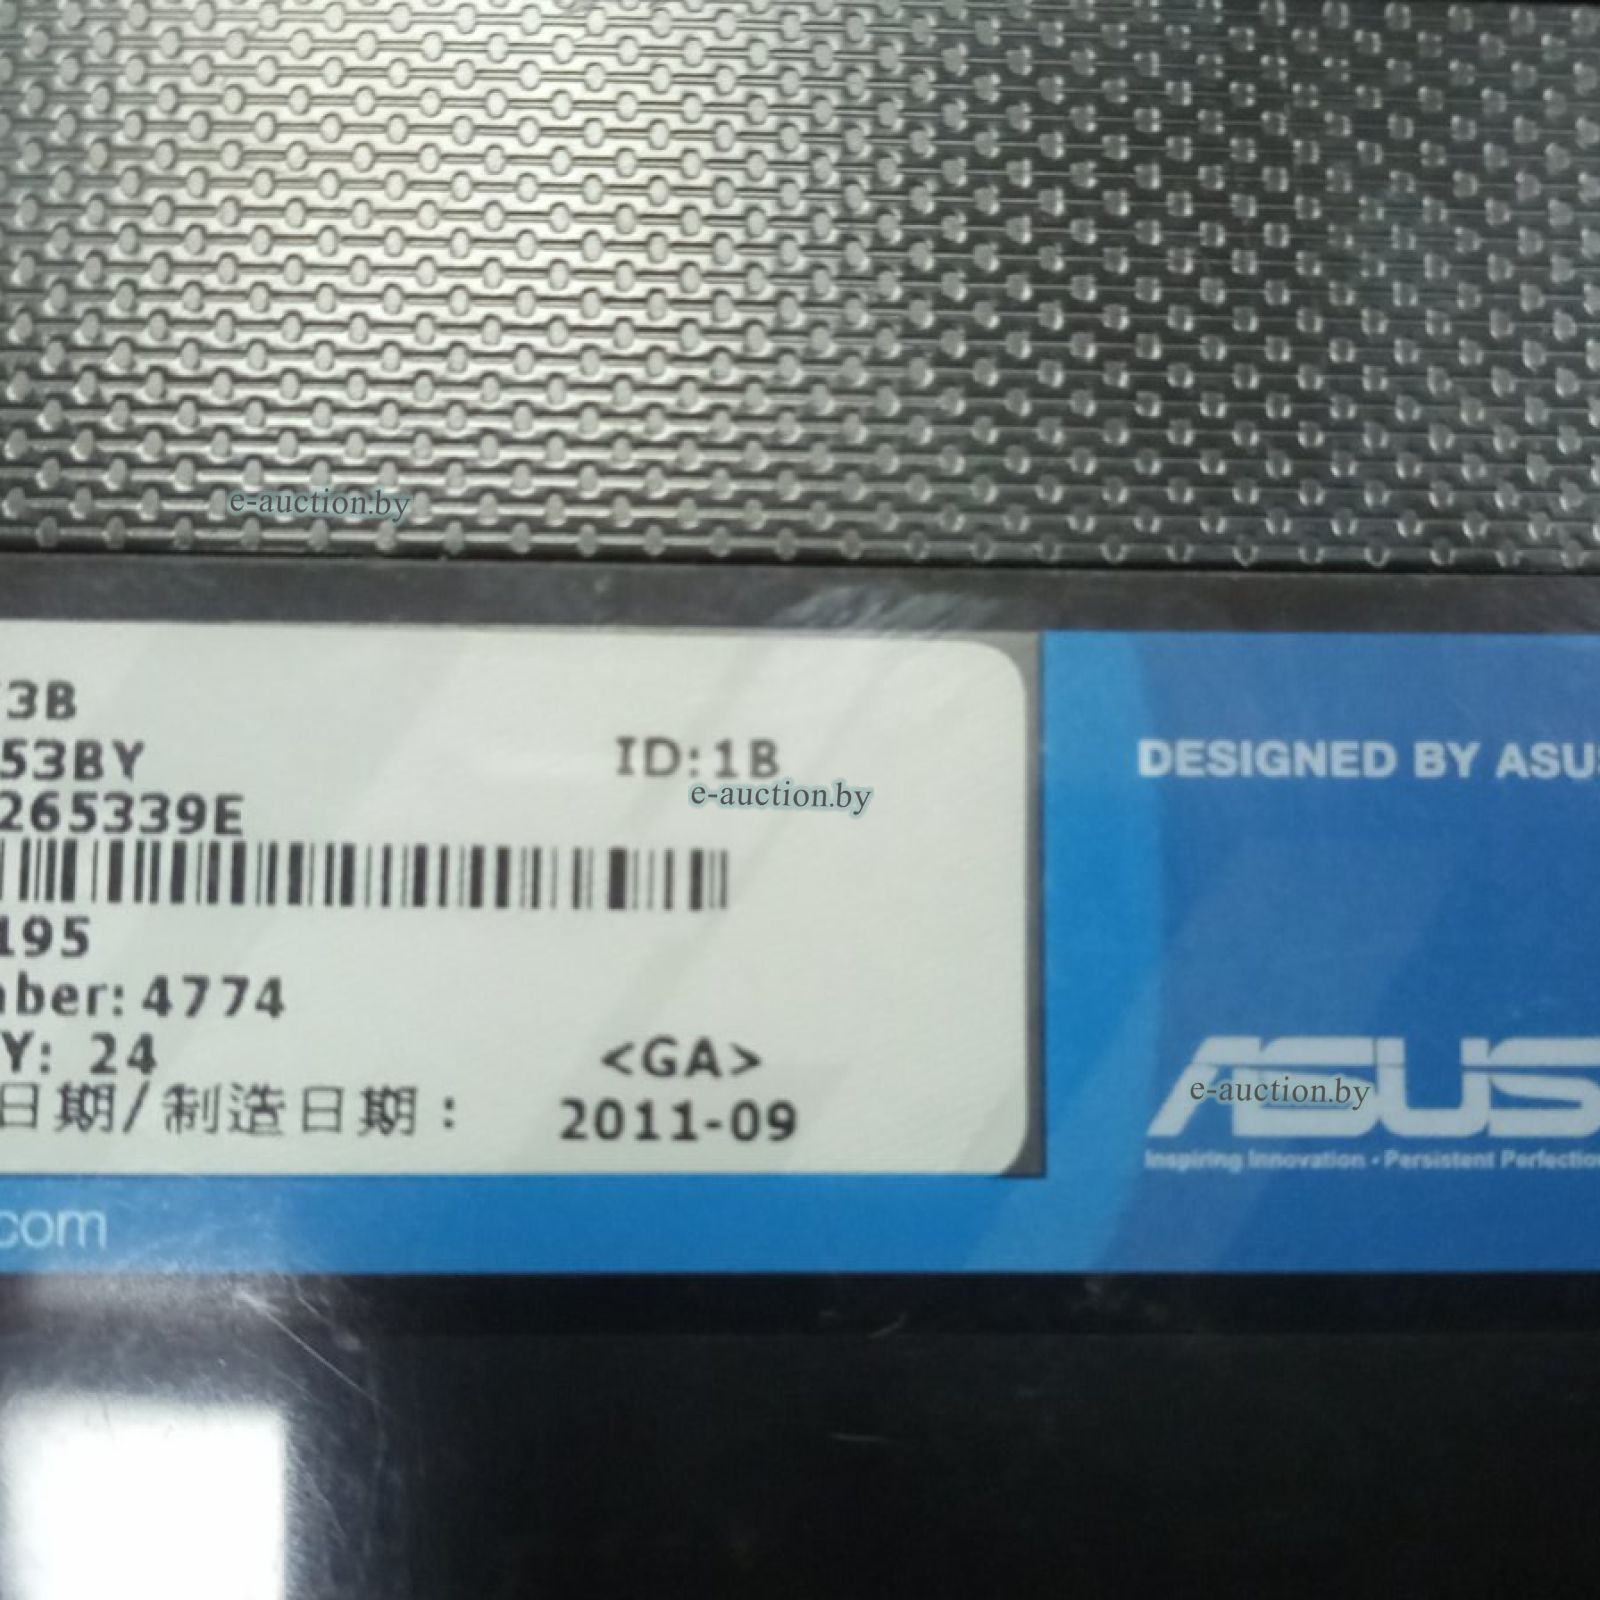 e-auction.by
3B
53BY
ID:1B
e-auction.by
265339E
195
ber: 4774
Y: 24
<GA>
日期/制造日期:
2011-09
.com
DESIGNED BY ASUS
ASUS
e-auction.by
Inspiring Innovation • Persistent Perfection